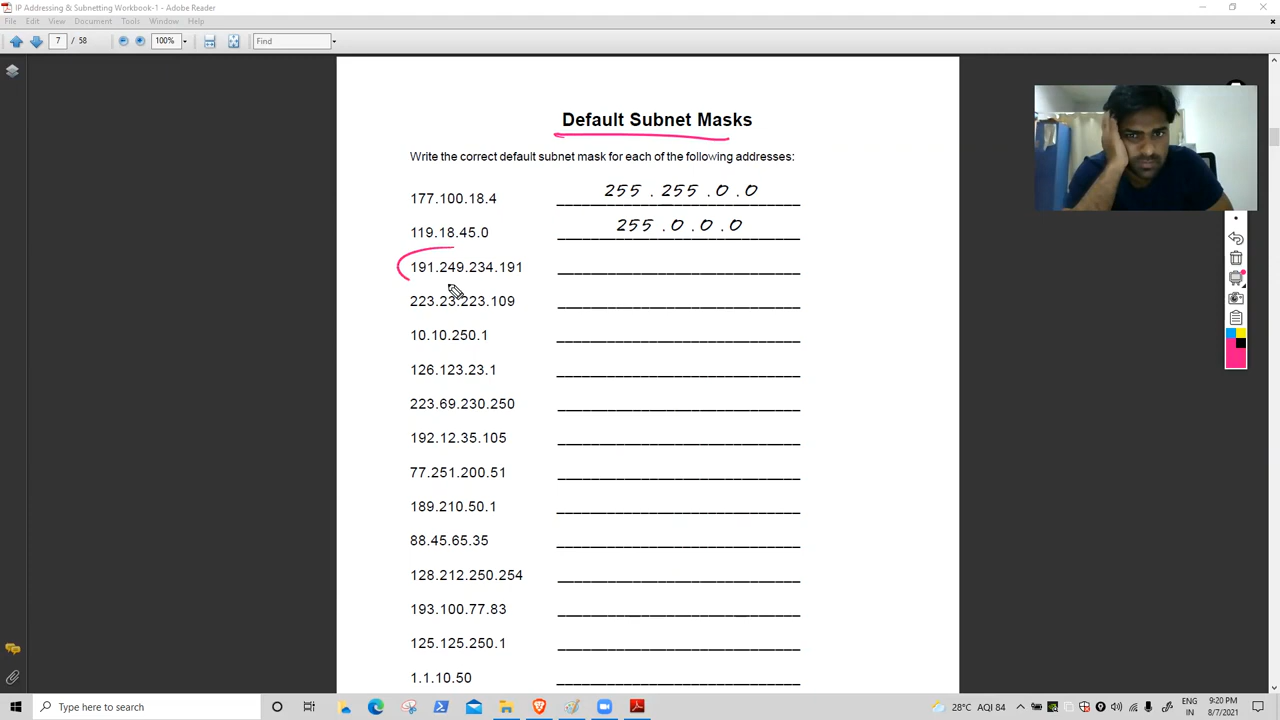 IP Addressing & Subnetting Workbook-1 - Adobe Reader
File Edit View Document Tools Window Help
7 / 58 100% Find
Default Subnet Masks
Write the correct default subnet mask for each of the following addresses:
177.100.18.4 255 . 255 . 0 . 0
119.18.45.0 255 . 0 . 0 . 0
191.249.234.191
223.23.223.109
10.10.250.1
126.123.23.1
223.69.230.250
192.12.35.105
77.251.200.51
189.210.50.1
88.45.65.35
128.212.250.254
193.100.77.83
125.125.250.1
1.1.10.50
Type here to search
28°C AQI 84
ENG
IN
9:20 PM
8/7/2021